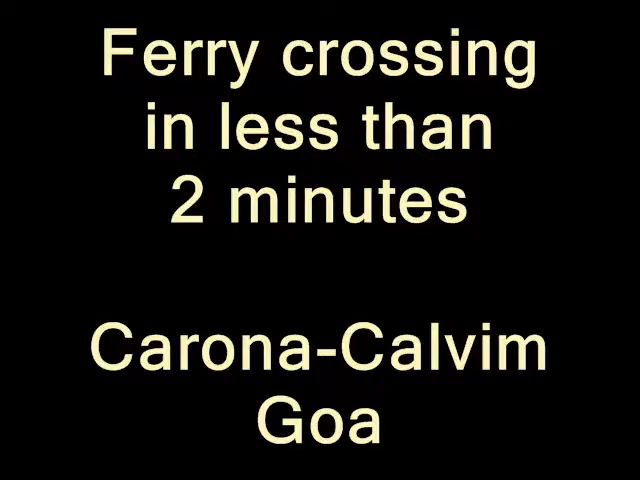 Ferry crossing
in less than
2 minutes
Carona-Calvim
Goa